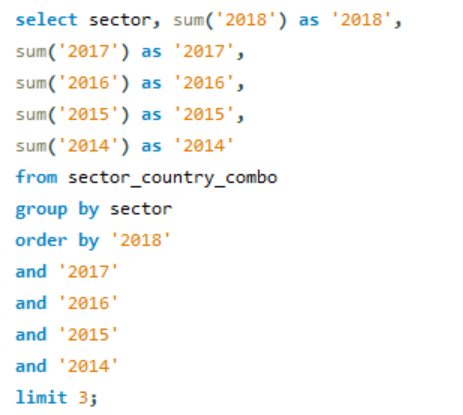 select sector, sum('2018') as '2018',
sum('2017') as '2017',
sum('2016') as '2016',
sum('2015') as '2015',
sum('2014') as '2014'
from sector_country_combo
group by sector
order by '2018'
and '2017'
and '2016'
and '2015'
and '2014'
limit 3;